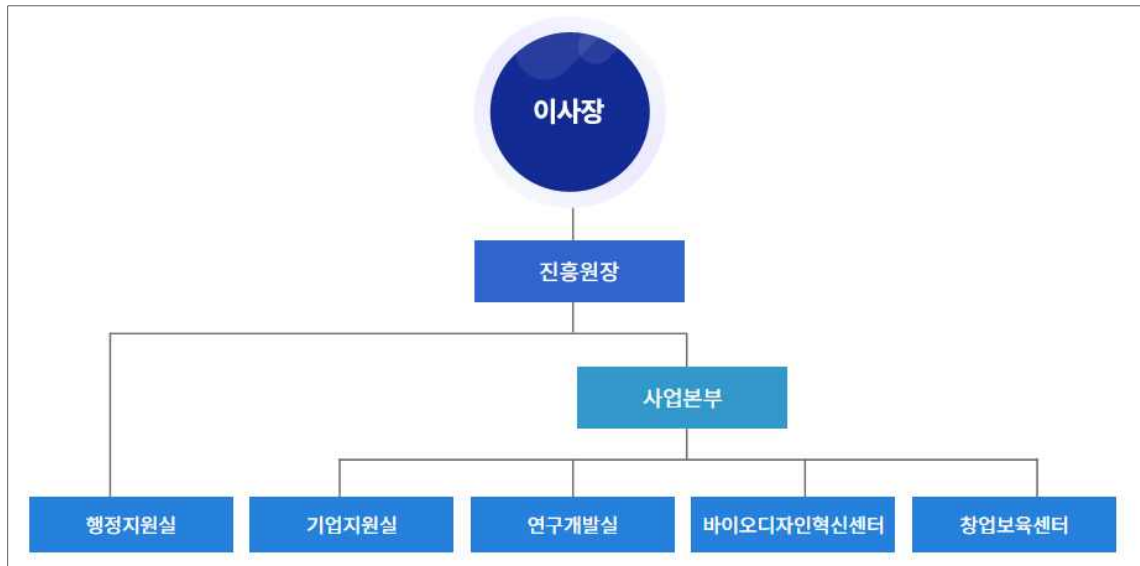 이사장
진흥원장
사업본부
행정지원실
기업지원실
연구개발실
바이오디자인혁신센터
창업보육센터